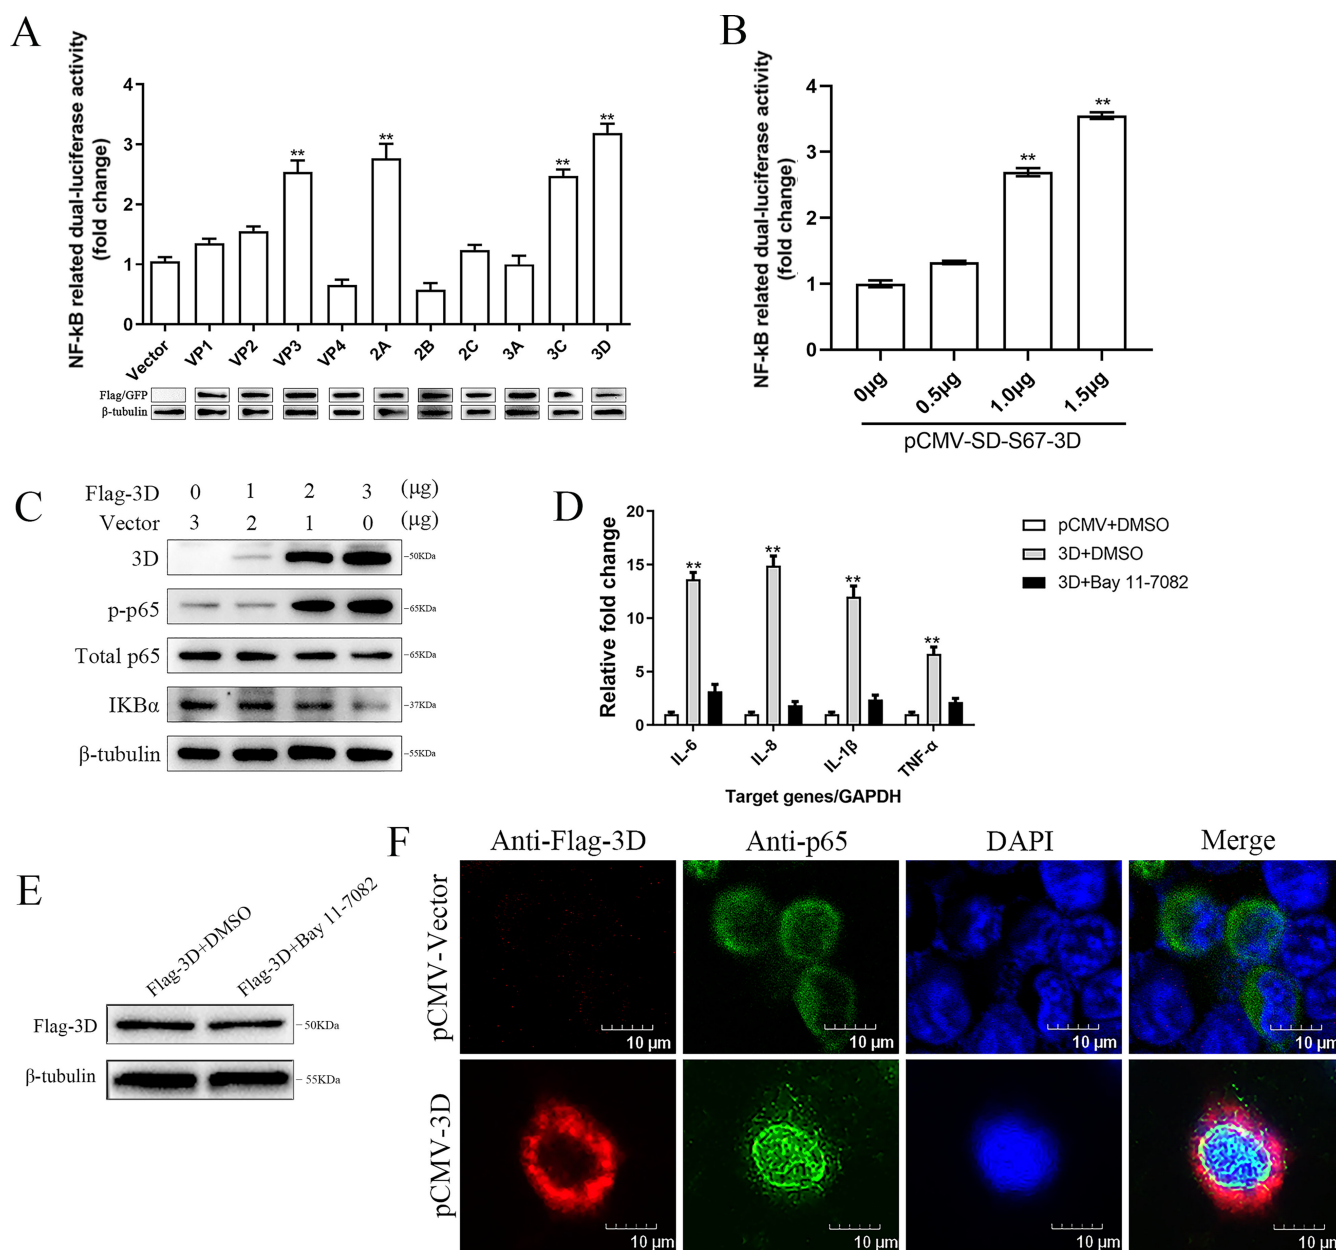 A
NF-kB related dual-luciferase activity
(fold change)
4
3
2
1
0
**
**
**
**
Vector
VP1
VP2
VP3
VP4
2A
2B
2C
3A
3C
3D
Flag/GFP
β-tubulin
B
NF-kB related dual-luciferase activity
(fold change)
4
3
2
1
0
**
**
0μg
0.5μg
1.0μg
1.5μg
pCMV-SD-S67-3D
C
Flag-3D 0 1 2 3 (μg)
Vector 3 2 1 0 (μg)
3D -50KDa
p-p65 -65KDa
Total p65 -65KDa
IKBα -37KDa
β-tubulin -55KDa
D
Relative fold change
20
15
10
5
0
**
**
**
**
IL-6
IL-8
IL-1β
TNF-α
Target genes/GAPDH
pCMV+DMSO
3D+DMSO
3D+Bay 11-7082
E
Flag-3D+DMSO
Flag-3D+Bay 11-7082
Flag-3D -50KDa
β-tubulin -55KDa
F
Anti-Flag-3D Anti-p65 DAPI Merge
pCMV-Vector
10 μm 10 μm 10 μm 10 μm
pCMV-3D
10 μm 10 μm 10 μm 10 μm